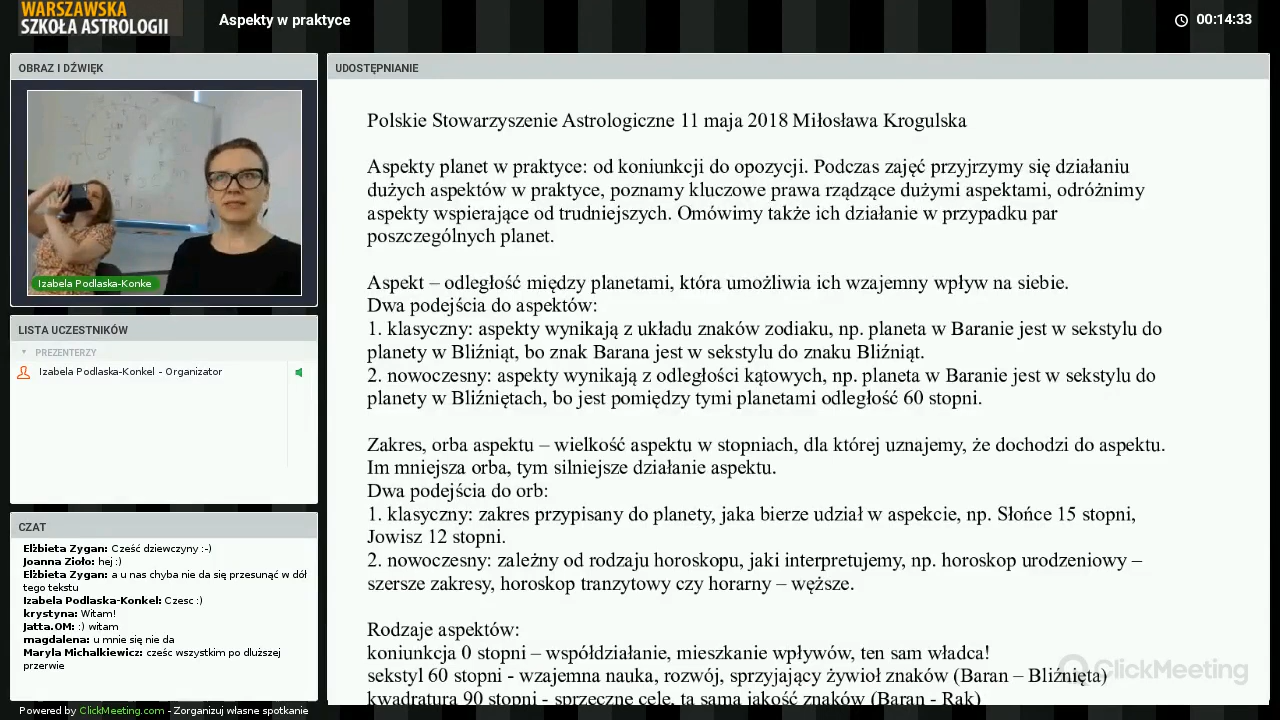 WARSZAWSKA
SZKOŁA ASTROLOGII
Aspekty w praktyce
00:14:33
OBRAZ I DŹWIĘK
Izabela Podlaska-Konke
LISTA UCZESTNIKÓW
PREZENTERZY
Izabela Podlaska-Konkel - Organizator
CZAT
Elżbieta Zygan: Cześć dziewczyny :-)
Joanna Zioło: hej :)
Elżbieta Zygan: a u nas chyba nie da się przesunąć w dół
tego tekstu
Izabela Podlaska-Konkel: Czesc :)
krystyna: Witam!
Jatta.OM: :) witam
magdalena: u mnie się nie da
Maryla Michalkiewicz: cześc wszystkim po dluższej
przerwie
Powered by ClickMeeting.com - Zorganizuj własne spotkanie
UDOSTĘPNIANIE
Polskie Stowarzyszenie Astrologiczne 11 maja 2018 Miłosława Krogulska
Aspekty planet w praktyce: od koniunkcji do opozycji. Podczas zajęć przyjrzymy się działaniu
dużych aspektów w praktyce, poznamy kluczowe prawa rządzące dużymi aspektami, odróżnimy
aspekty wspierające od trudniejszych. Omówimy także ich działanie w przypadku par
poszczególnych planet.
Aspekt – odległość między planetami, która umożliwia ich wzajemny wpływ na siebie.
Dwa podejścia do aspektów:
1. klasyczny: aspekty wynikają z układu znaków zodiaku, np. planeta w Baranie jest w sekstylu do
planety w Bliźniąt, bo znak Barana jest w sekstylu do znaku Bliźniąt.
2. nowoczesny: aspekty wynikają z odległości kątowych, np. planeta w Baranie jest w sekstylu do
planety w Bliźniętach, bo jest pomiędzy tymi planetami odległość 60 stopni.
Zakres, orba aspektu – wielkość aspektu w stopniach, dla której uznajemy, że dochodzi do aspektu.
Im mniejsza orba, tym silniejsze działanie aspektu.
Dwa podejścia do orb:
1. klasyczny: zakres przypisany do planety, jaka bierze udział w aspekcie, np. Słońce 15 stopni,
Jowisz 12 stopni.
2. nowoczesny: zależny od rodzaju horoskopu, jaki interpretujemy, np. horoskop urodzeniowy –
szersze zakresy, horoskop tranzytowy czy horarny – węższe.
Rodzaje aspektów:
koniunkcja 0 stopni – współdziałanie, mieszkanie wpływów, ten sam władca!
sekstyl 60 stopni - wzajemna nauka, rozwój, sprzyjający żywioł znaków (Baran – Bliźnięta)
kwadratura 90 stopni - sprzeczne cele, ta sama jakość znaków (Baran - Rak)
ClickMeeting